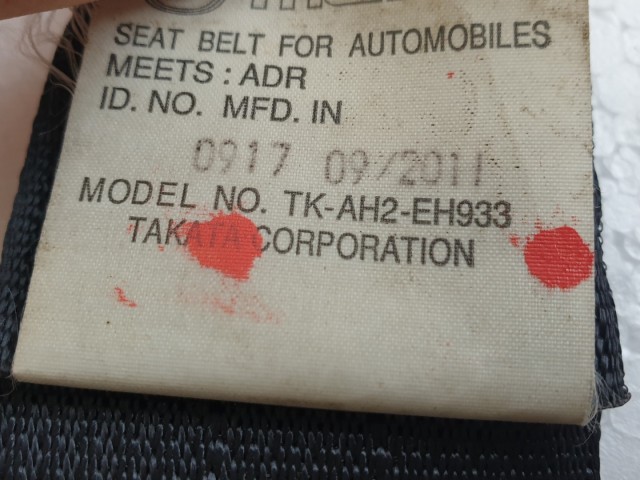 SEAT BELT FOR AUTOMOBILES
MEETS : ADR
ID. NO. MFD. IN
0917 09/2011
MODEL NO. TK-AH2-EH933
TAKATA CORPORATION